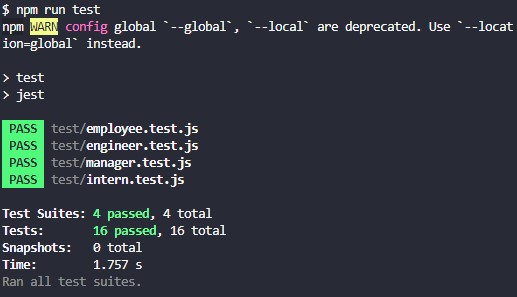 $ npm run test
npm WARN config global `--global`, `--local` are deprecated. Use `--locat
ion=global` instead.
> test
> jest
PASS test/employee.test.js
PASS test/engineer.test.js
PASS test/manager.test.js
PASS test/intern.test.js
Test Suites: 4 passed, 4 total
Tests: 16 passed, 16 total
Snapshots: 0 total
Time: 1.757 s
Ran all test suites.